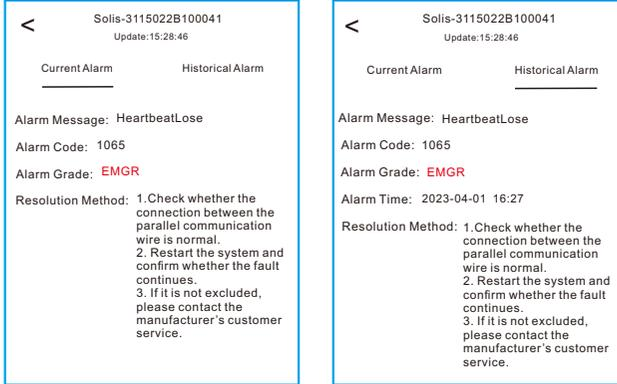 <
Solis-3115022B100041
Update:15:28:46
Current Alarm Historical Alarm
Alarm Message: HeartbeatLose
Alarm Code: 1065
Alarm Grade: EMGR
Resolution Method: 1.Check whether the
connection between the
parallel communication
wire is normal.
2. Restart the system and
confirm whether the fault
continues.
3. If it is not excluded,
please contact the
manufacturer's customer
service.
<
Solis-3115022B100041
Update:15:28:46
Current Alarm Historical Alarm
Alarm Message: HeartbeatLose
Alarm Code: 1065
Alarm Grade: EMGR
Alarm Time: 2023-04-01 16:27
Resolution Method: 1.Check whether the
connection between the
parallel communication
wire is normal.
2. Restart the system and
confirm whether the fault
continues.
3. If it is not excluded,
please contact the
manufacturer's customer
service.